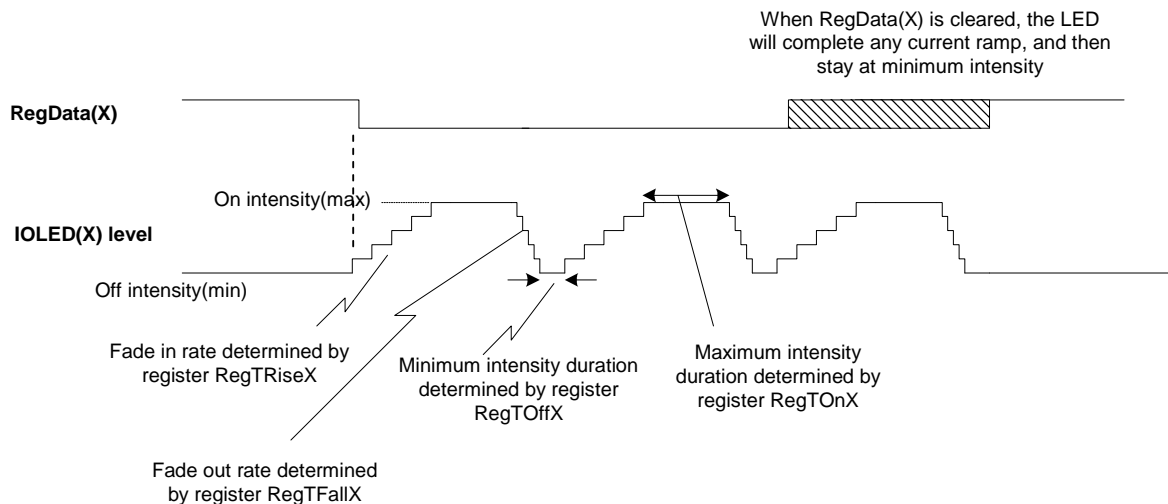 When RegData(X) is cleared, the LED
will complete any current ramp, and then
stay at minimum intensity
RegData(X)
On intensity(max)
IOLED(X) level
Off intensity(min)
Fade in rate determined by
register RegTRiseX
Minimum intensity duration
determined by register
RegTOffX
Maximum intensity
duration determined by
register RegTOnX
Fade out rate determined
by register RegTFallX